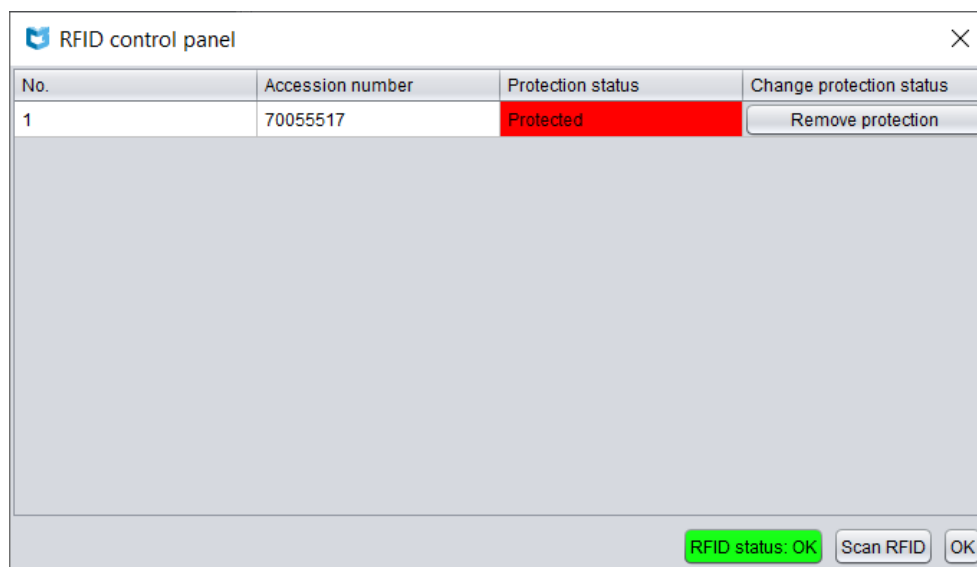 RFID control panel
No. Accession number Protection status Change protection status
1 70055517 Protected Remove protection
RFID status: OK Scan RFID OK